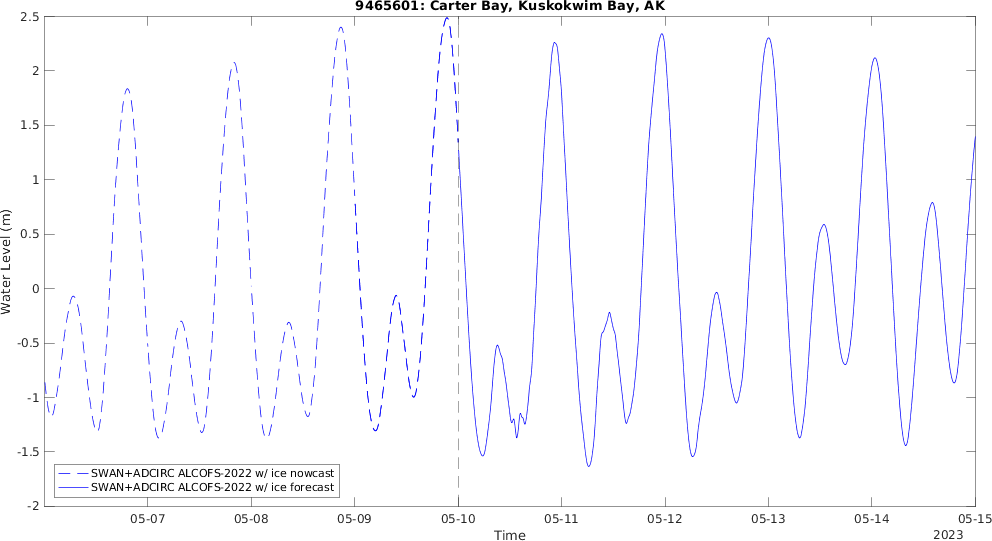 9465601: Carter Bay, Kuskokwim Bay, AK
2.5
2
1.5
1
0.5
0
-0.5
-1
-1.5
-2
Water Level (m)
SWAN+ADCIRC ALCOFS-2022 w/ ice nowcast
SWAN+ADCIRC ALCOFS-2022 w/ ice forecast
05-07 05-08 05-09 05-10 05-11 05-12 05-13 05-14 05-15
Time
2023